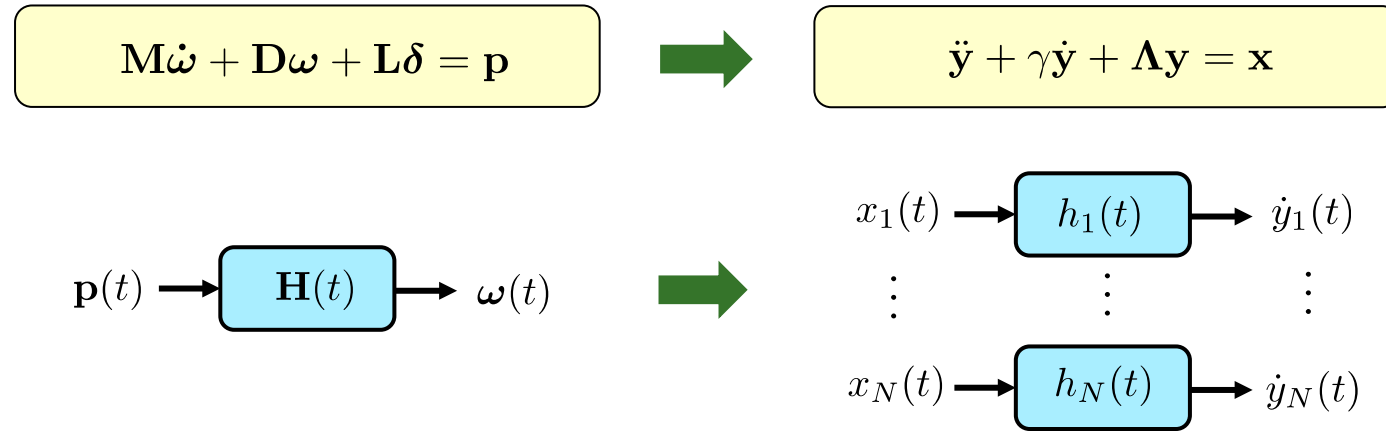 𝐌𝛚̇ + 𝐃𝛚 + 𝐋𝛅 = 𝐩
𝐲̈ + γ𝐲̇ + 𝚲𝐲 = 𝐱
x₁(t) h₁(t) ẏ₁(t)
𝐩(t) 𝐇(t) 𝛚(t)
⋮ ⋮ ⋮
x_N(t) h_N(t) ẏ_N(t)